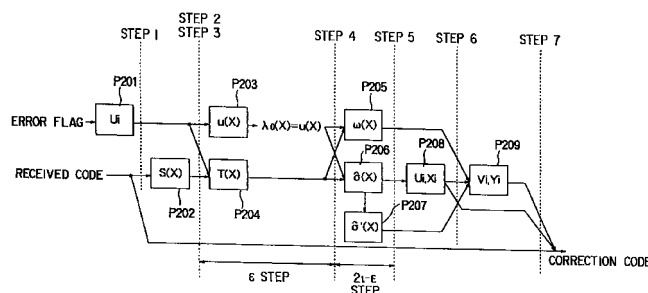 STEP 2
STEP 1 STEP 3 STEP 4 STEP 5 STEP 6 STEP 7
P201 P203 P205
ERROR FLAG Ui u(X) λ0(X)=u(X) ω(X) P208 P209
P206
RECEIVED CODE S(X) T(X) ∂(X) Ui,Xi Vi,Yi
P202 P204 P207
∂'(X)
CORRECTION CODE
ε STEP 2ι-ε
STEP